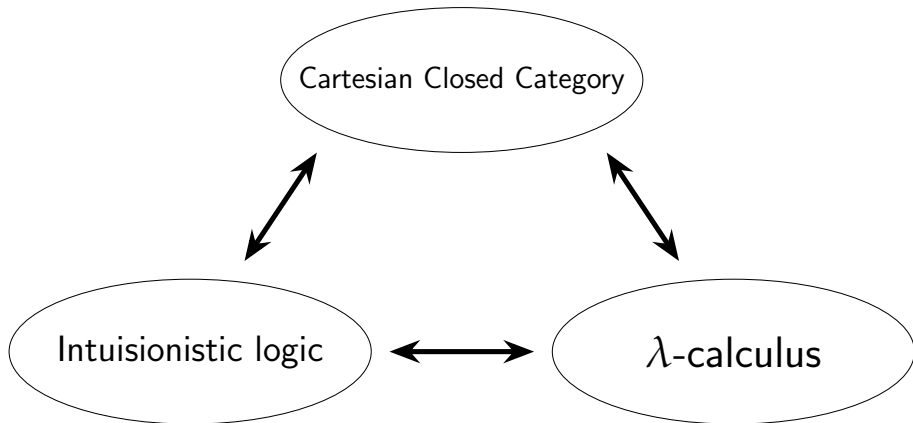 Cartesian Closed Category
Intuisionistic logic
λ-calculus